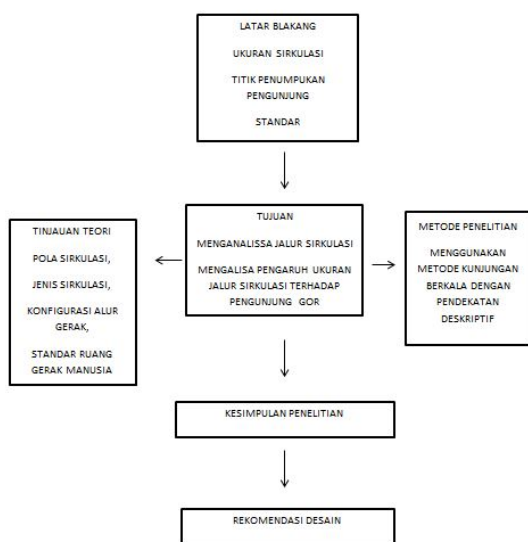 LATAR BLAKANG
UKURAN SIRKULASI
TITIK PENUMPUKAN
PENGUNJUNG
STANDAR
TUJUAN
MENGANALISSA JALUR SIRKULASI
MENGALISA PENGARUH UKURAN
JALUR SIRKULASI TERHADAP
PENGUNJUNG GOR
TINJAUAN TEORI
POLA SIRKULASI,
JENIS SIRKULASI,
KONFIGURASI ALUR
GERAK,
STANDAR RUANG
GERAK MANUSIA
METODE PENELITIAN
MENGGUNAKAN
METODE KUNJUNGAN
BERKALA DENGAN
PENDEKATAN
DESKRIPTIF
KESIMPULAN PENELITIAN
REKOMENDASI DESAIN